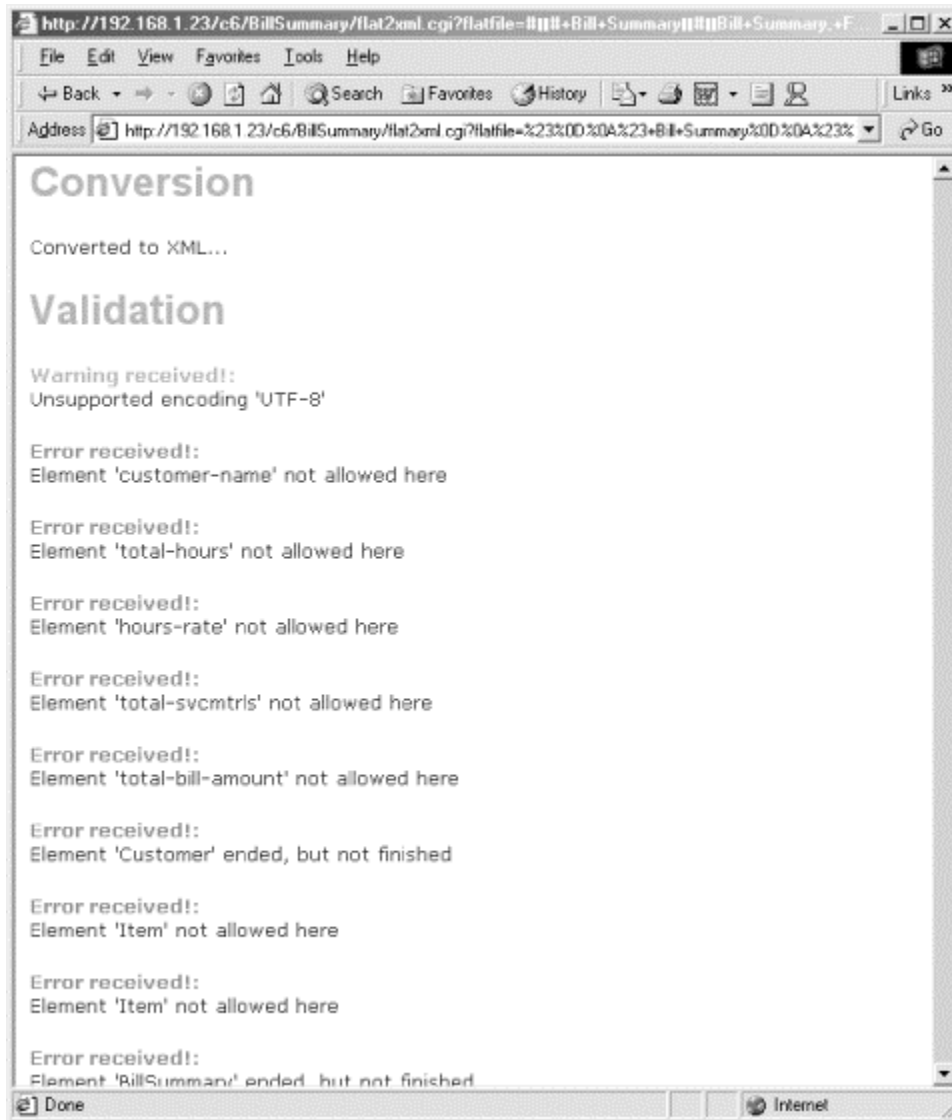 http://192.168.1.23/c6/BillSummary/flat2xml.cgi?flatfile=#▯▯#+Bill+Summary▯▯#▯▯Bill+Summary,+F
File Edit View Favorites Tools Help
Back Search Favorites History Links »
Address http://192.168.1.23/c6/BillSummary/flat2xml.cgi?flatfile=%23%0D%0A%23+Bill+Summary%0D%0A%23% Go
Conversion
Converted to XML...
Validation
Warning received!:
Unsupported encoding 'UTF-8'
Error received!:
Element 'customer-name' not allowed here
Error received!:
Element 'total-hours' not allowed here
Error received!:
Element 'hours-rate' not allowed here
Error received!:
Element 'total-svcmtrls' not allowed here
Error received!:
Element 'total-bill-amount' not allowed here
Error received!:
Element 'Customer' ended, but not finished
Error received!:
Element 'Item' not allowed here
Error received!:
Element 'Item' not allowed here
Error received!:
Element 'BillSummary' ended, but not finished
Done Internet